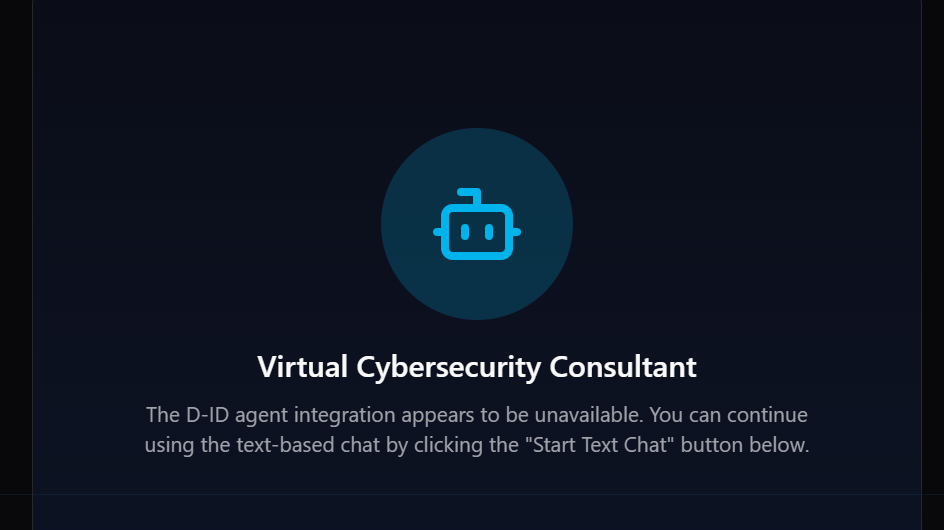 Virtual Cybersecurity Consultant
The D-ID agent integration appears to be unavailable. You can continue
using the text-based chat by clicking the "Start Text Chat" button below.